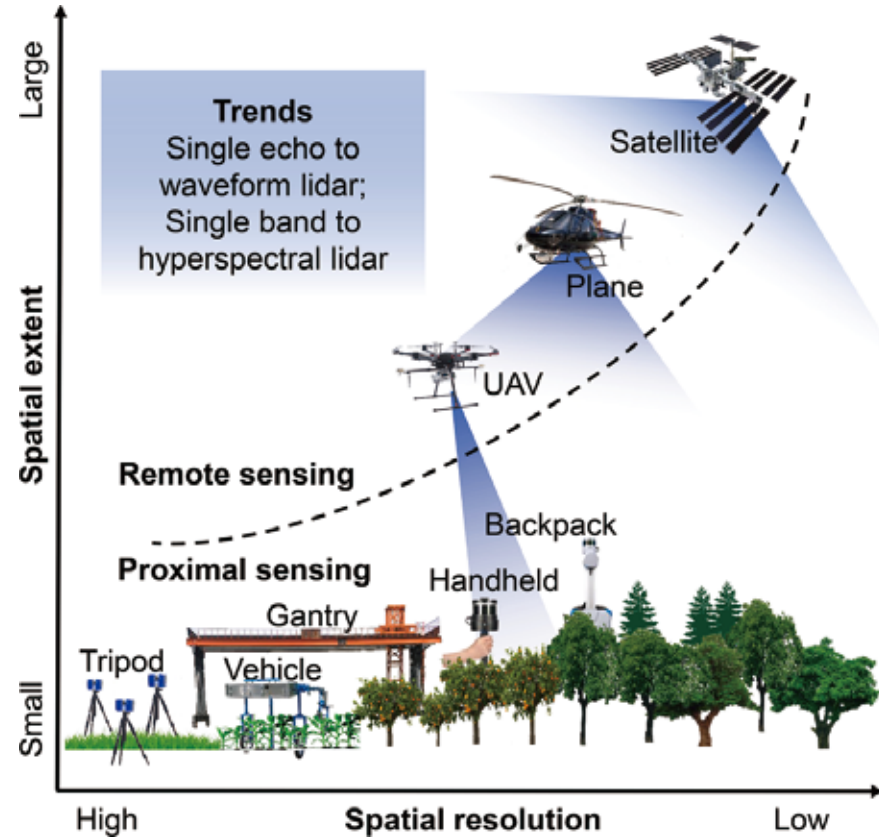 Large
Trends
Single echo to
waveform lidar;
Single band to
hyperspectral lidar
Satellite
Plane
UAV
Spatial extent
Remote sensing
Proximal sensing
Backpack
Handheld
Gantry
Tripod
Vehicle
Small
High
Spatial resolution
Low